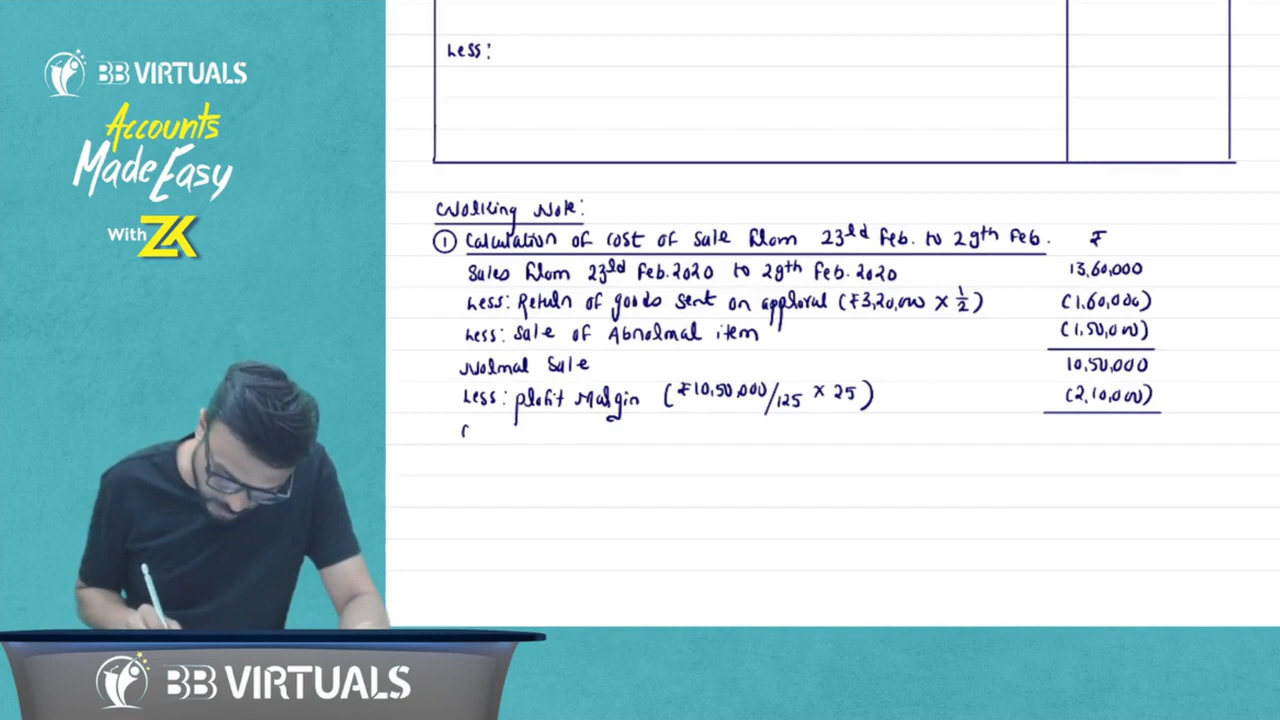 BB VIRTUALS
Accounts
Made Easy
With ZK
Less:
Working Note:
① Calculation of cost of sale from 23rd Feb. to 29th Feb. ₹
Sales from 23rd Feb.2020 to 29th Feb.2020 13,60,000
Less: Return of goods sent on approval (₹3,20,000 × 1/2) (1,60,000)
Less: Sale of Abnormal item (1,50,000)
Normal Sale 10,50,000
Less: Profit Margin (₹10,50,000/125 × 25) (2,10,000)
BB VIRTUALS